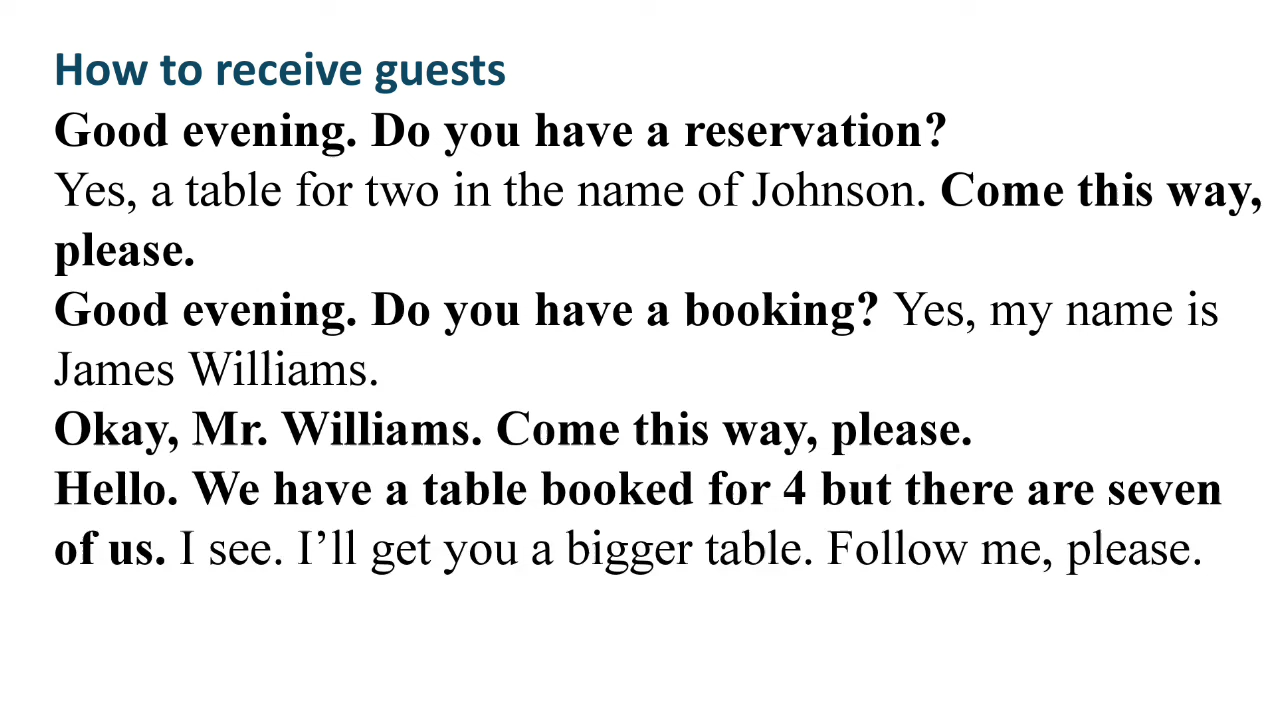 How to receive guests
Good evening. Do you have a reservation?
Yes, a table for two in the name of Johnson. Come this way,
please.
Good evening. Do you have a booking? Yes, my name is
James Williams.
Okay, Mr. Williams. Come this way, please.
Hello. We have a table booked for 4 but there are seven
of us. I see. I’ll get you a bigger table. Follow me, please.